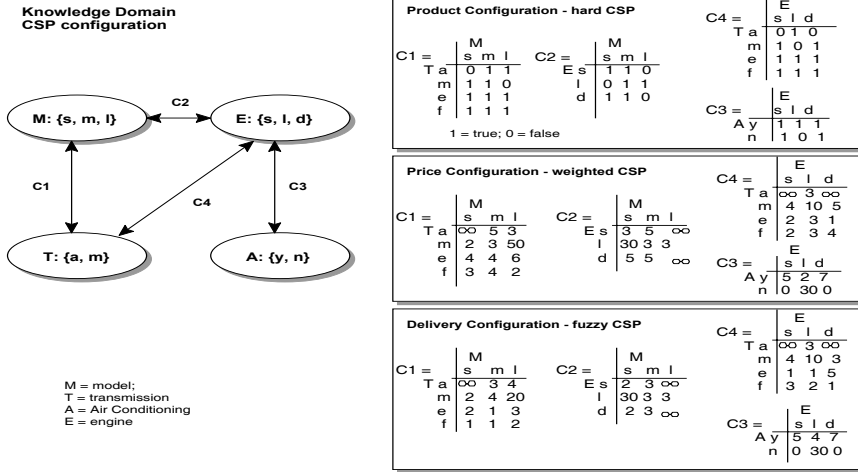 Knowledge Domain
CSP configuration
M: {s, m, l}
C2
E: {s, l, d}
C1
C4
C3
T: {a, m}
A: {y, n}
M = model;
T = transmission
A = Air Conditioning
E = engine
Product Configuration - hard CSP
M
C1 = s m l
T a 0 1 1
m 1 1 0
e 1 1 1
f 1 1 1
M
C2 = s m l
E s 1 1 0
l 0 1 1
d 1 1 0
1 = true; 0 = false
E
C4 = s l d
T a 0 1 0
m 1 0 1
e 1 1 1
f 1 1 1
C3 = E
s l d
A y 1 1 1
n 1 0 1
Price Configuration - weighted CSP
M
C1 = s m l
T a ∞ 5 3
m 2 3 50
e 4 4 6
f 3 4 2
M
C2 = s m l
E s 3 5 ∞
l 30 3 3
d 5 5 ∞
E
C4 = s l d
T a ∞ 3 ∞
m 4 10 5
e 2 3 1
f 2 3 4
E
C3 = s l d
A y 5 2 7
n 0 30 0
Delivery Configuration - fuzzy CSP
M
C1 = s m l
T a ∞ 3 4
m 2 4 20
e 2 1 3
f 1 1 2
M
C2 = s m l
E s 2 3 ∞
l 30 3 3
d 2 3 ∞
E
C4 = s l d
T a ∞ 3 ∞
m 4 10 3
e 1 1 5
f 3 2 1
E
C3 = s l d
A y 5 4 7
n 0 30 0